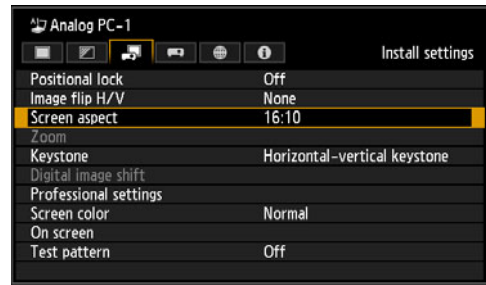 Analog PC-1
Install settings
Positional lock Off
Image flip H/V None
Screen aspect 16:10
Zoom
Keystone Horizontal-vertical keystone
Digital image shift
Professional settings
Screen color Normal
On screen
Test pattern Off